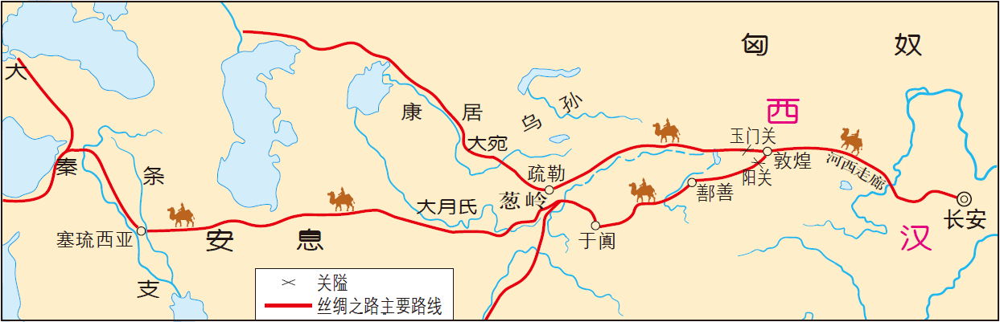 匈奴
西汉
大秦
康居
乌孙
大宛
疏勒
葱岭
大月氏
玉门关
阳关
敦煌
河西走廊
鄯善
于阗
长安
条支
塞琉西亚
安息
关隘
丝绸之路主要路线